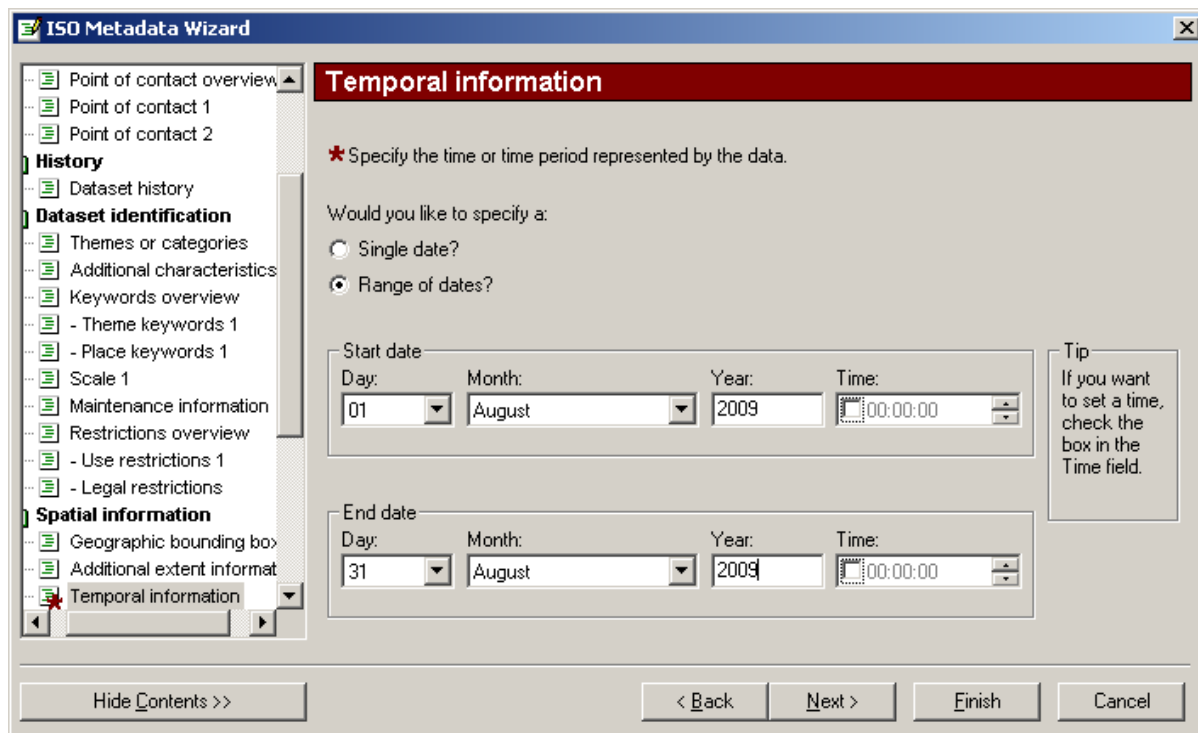 ISO Metadata Wizard
Point of contact overview
Point of contact 1
Point of contact 2
History
Dataset history
Dataset identification
Themes or categories
Additional characteristics
Keywords overview
- Theme keywords 1
- Place keywords 1
Scale 1
Maintenance information
Restrictions overview
- Use restrictions 1
- Legal restrictions
Spatial information
Geographic bounding box
Additional extent informat
Temporal information
Temporal information
* Specify the time or time period represented by the data.
Would you like to specify a:
Single date?
Range of dates?
Start date
Day: Month: Year: Time:
01 August 2009 00:00:00
Tip
If you want
to set a time,
check the
box in the
Time field.
End date
Day: Month: Year: Time:
31 August 2009 00:00:00
Hide Contents >>
< Back
Next >
Finish
Cancel